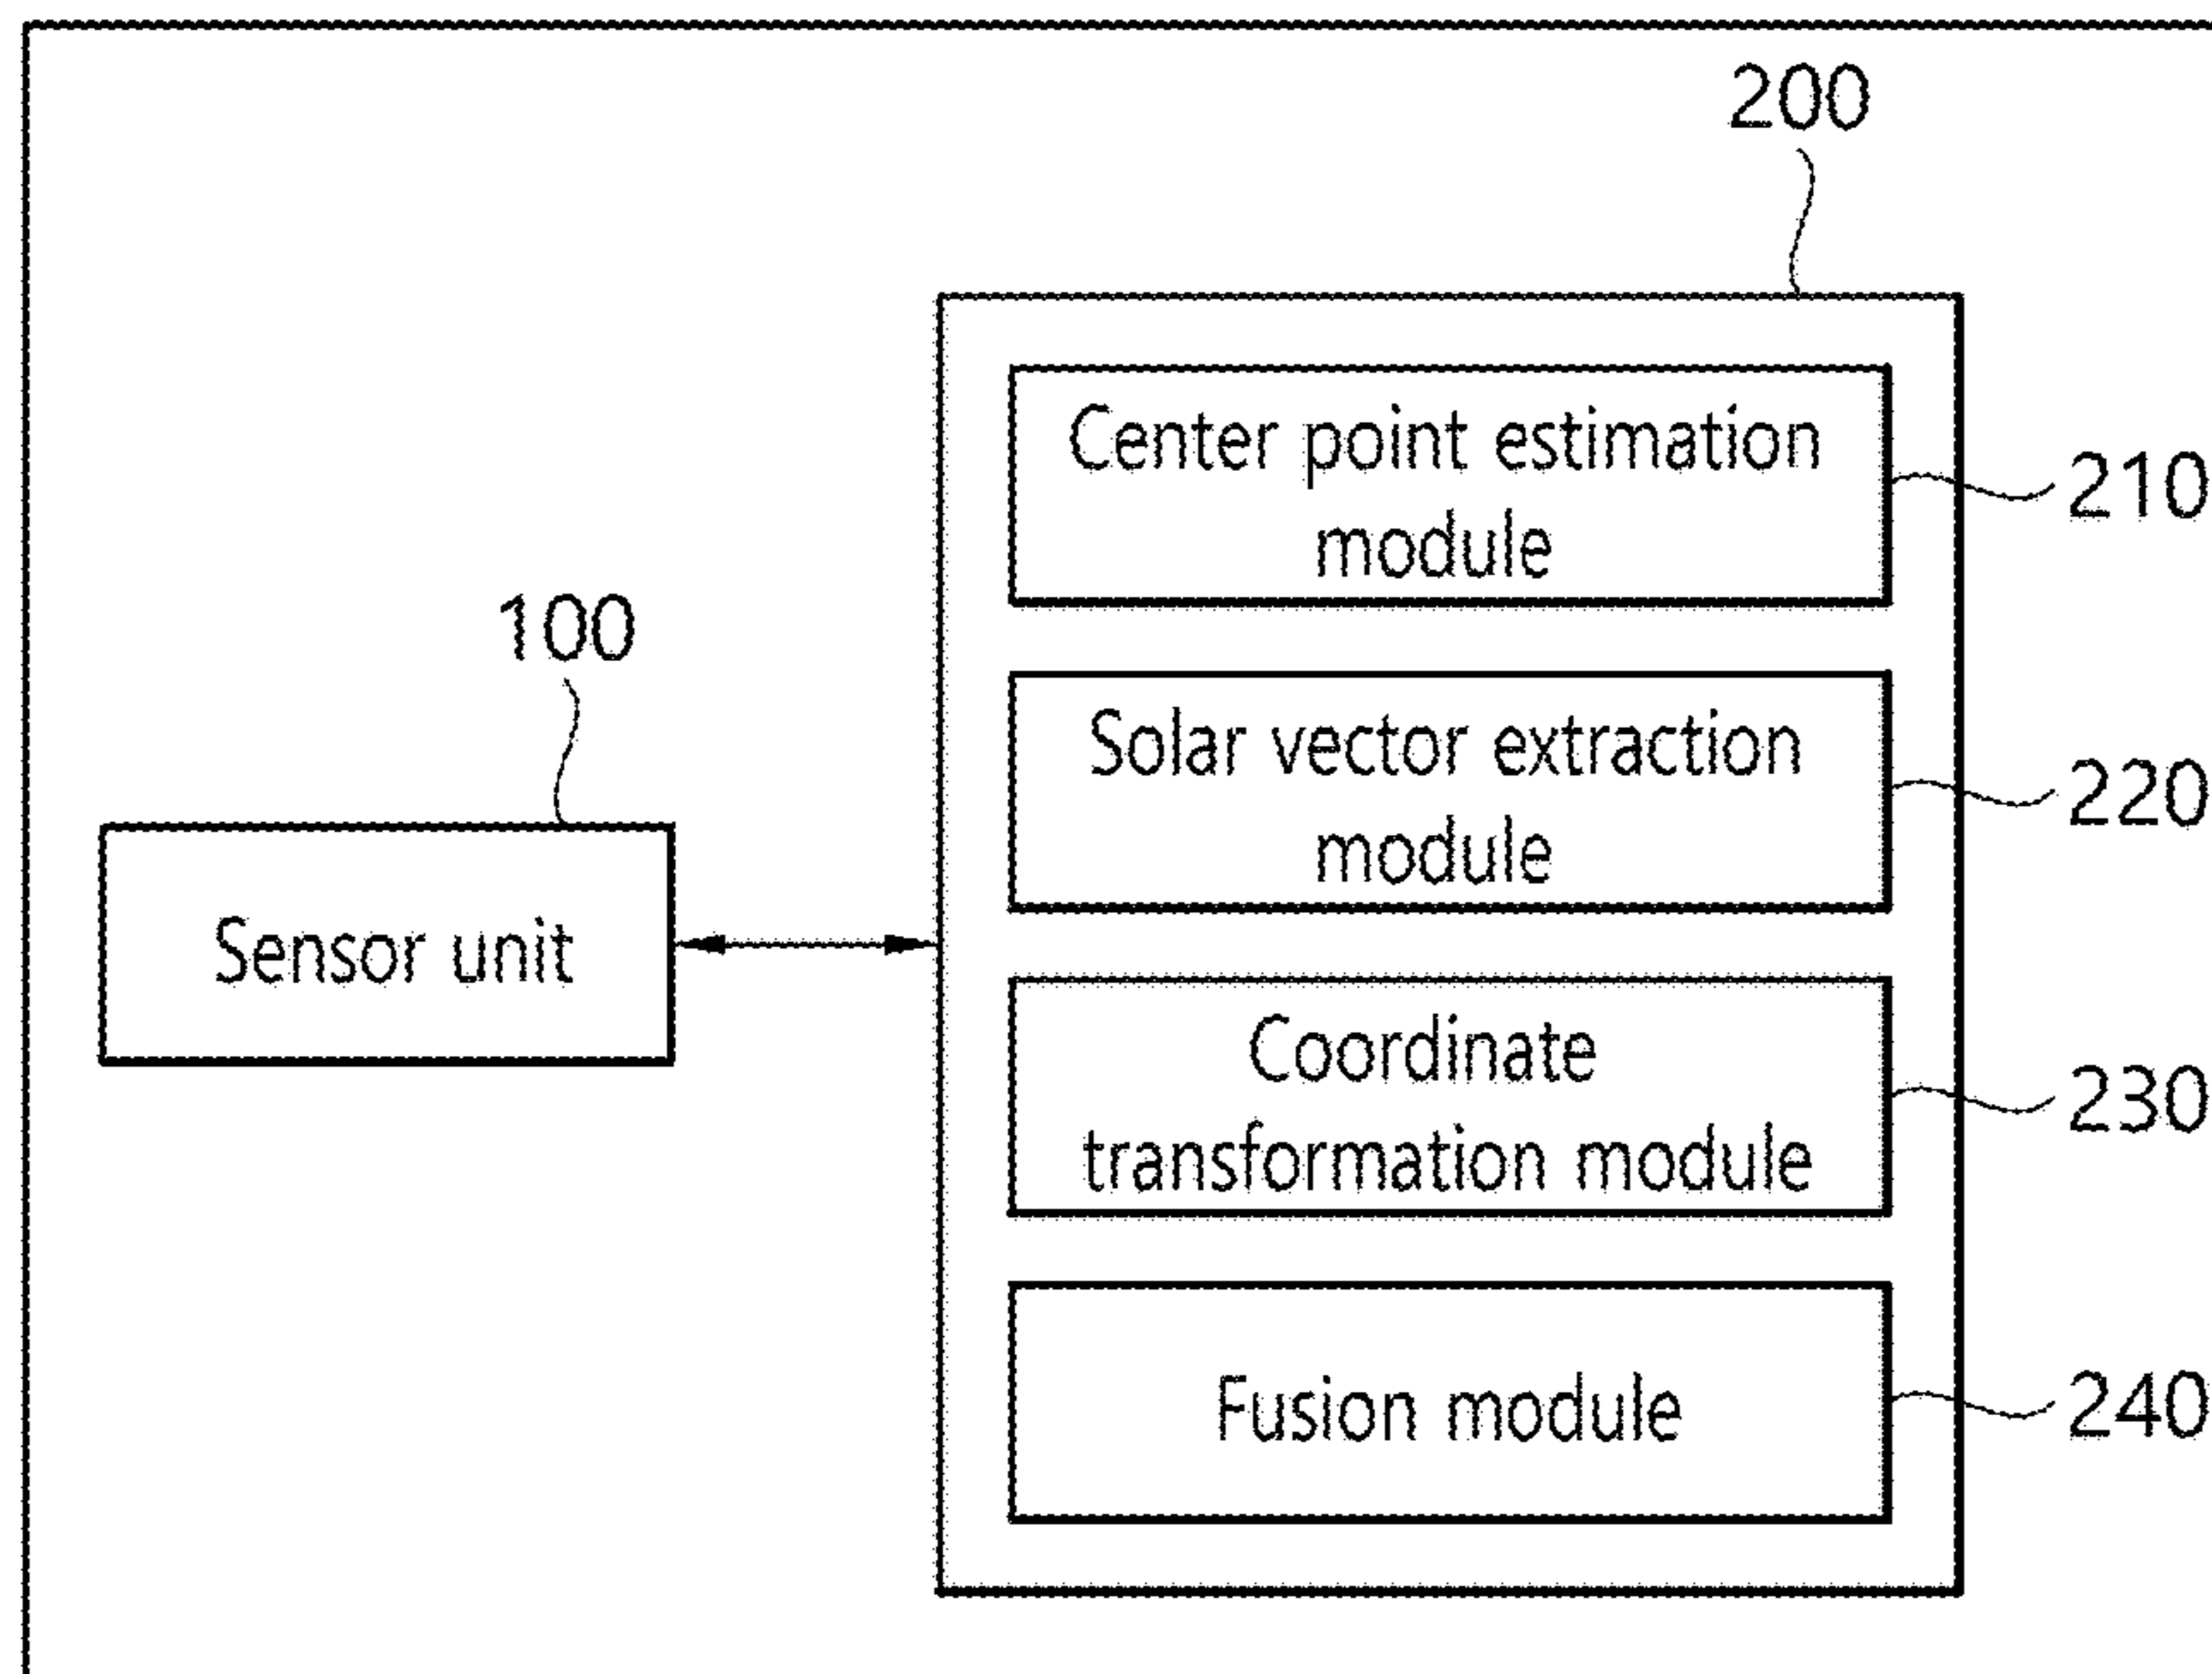 200
Center point estimation
module
210
100
Solar vector extraction
module
220
Sensor unit
Coordinate
transformation module
230
Fusion module
240